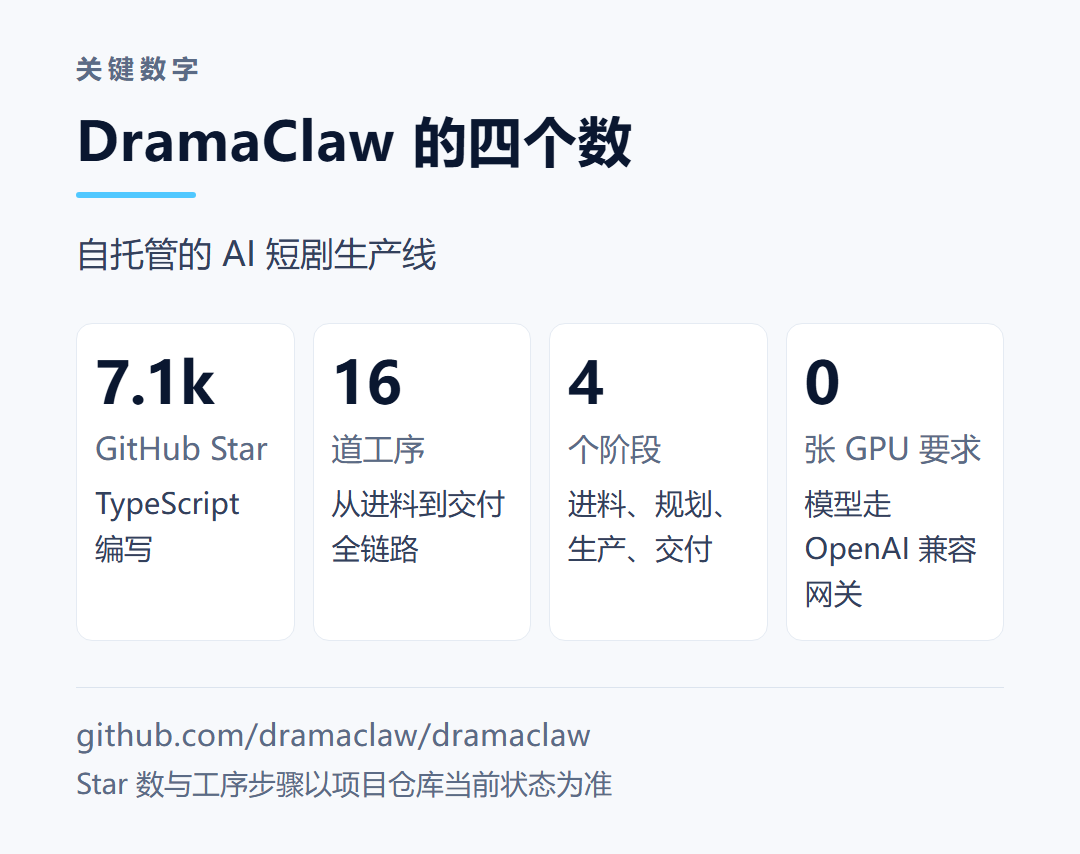 关键数字
DramaClaw 的四个数
自托管的 AI 短剧生产线
7.1k
GitHub Star
TypeScript
编写
16
道工序
从进料到交付
全链路
4
个阶段
进料、规划、
生产、交付
0
张 GPU 要求
模型走
OpenAI 兼容
网关
github.com/dramaclaw/dramaclaw
Star 数与工序步骤以项目仓库当前状态为准